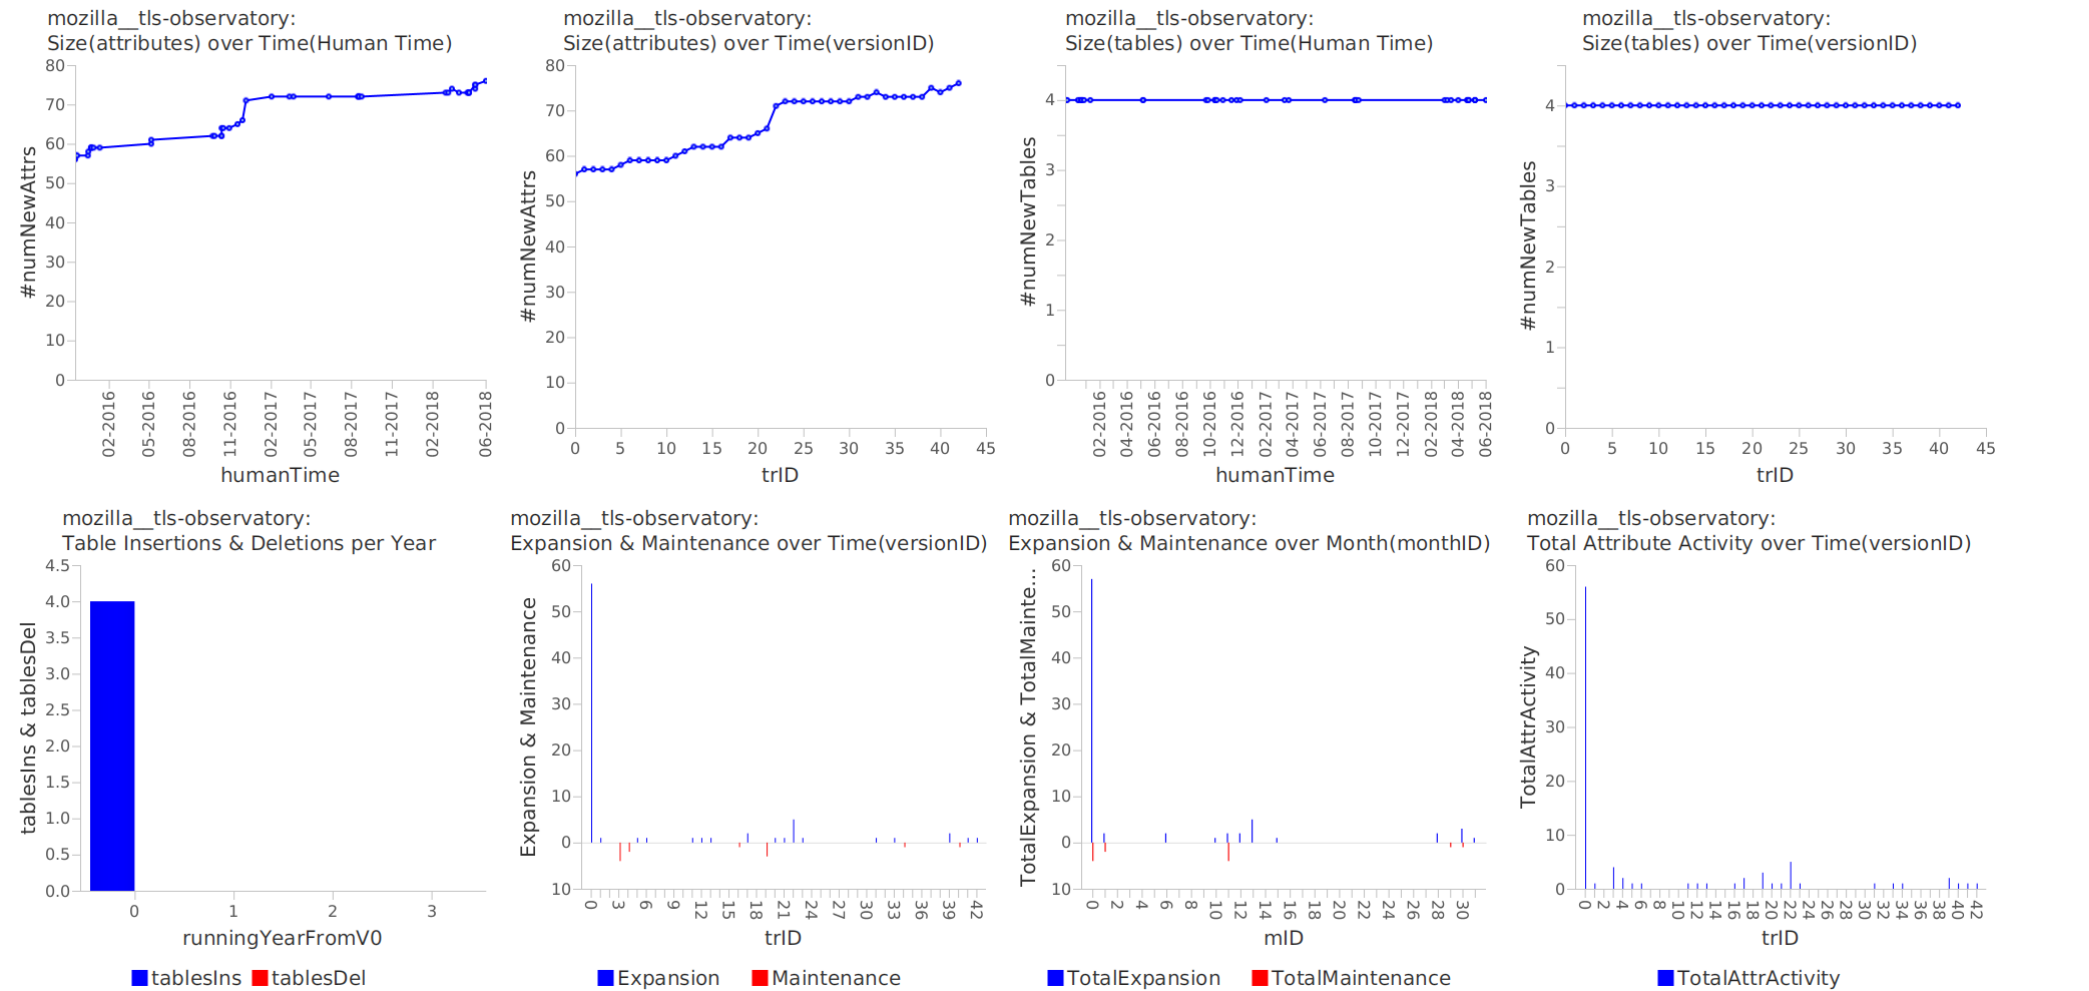 mozilla__tls-observatory:
Size(attributes) over Time(Human Time)
80
70
60
50
40
30
20
10
0
#numNewAttrs
02-2016
05-2016
08-2016
11-2016
02-2017
05-2017
08-2017
11-2017
02-2018
06-2018
humanTime
mozilla__tls-observatory:
Size(attributes) over Time(versionID)
80
70
60
50
40
30
20
10
0
#numNewAttrs
0 5 10 15 20 25 30 35 40 45
trID
mozilla__tls-observatory:
Size(tables) over Time(Human Time)
4
3
2
1
0
#numNewTables
02-2016
04-2016
06-2016
08-2016
10-2016
12-2016
02-2017
04-2017
06-2017
08-2017
10-2017
12-2017
02-2018
04-2018
06-2018
humanTime
mozilla__tls-observatory:
Size(tables) over Time(versionID)
4
3
2
1
0
#numNewTables
0 5 10 15 20 25 30 35 40 45
trID
mozilla__tls-observatory:
Table Insertions & Deletions per Year
4.5
4.0
3.5
3.0
2.5
2.0
1.5
1.0
0.5
0.0
tablesIns & tablesDel
0 1 2 3
runningYearFromV0
tablesIns tablesDel
mozilla__tls-observatory:
Expansion & Maintenance over Time(versionID)
60
50
40
30
20
10
0
10
Expansion & Maintenance
0 3 6 9 12 15 18 21 24 27 30 33 36 39 42
trID
Expansion Maintenance
mozilla__tls-observatory:
Expansion & Maintenance over Month(monthID)
60
50
40
30
20
10
0
10
TotalExpansion & TotalMainte...
0 2 4 6 8 10 12 14 16 18 20 22 24 26 28 30
mID
TotalExpansion TotalMaintenance
mozilla__tls-observatory:
Total Attribute Activity over Time(versionID)
60
50
40
30
20
10
0
TotalAttrActivity
0 2 4 6 8 10 12 14 16 18 20 22 24 26 28 30 32 34 36 38 40 42
trID
TotalAttrActivity